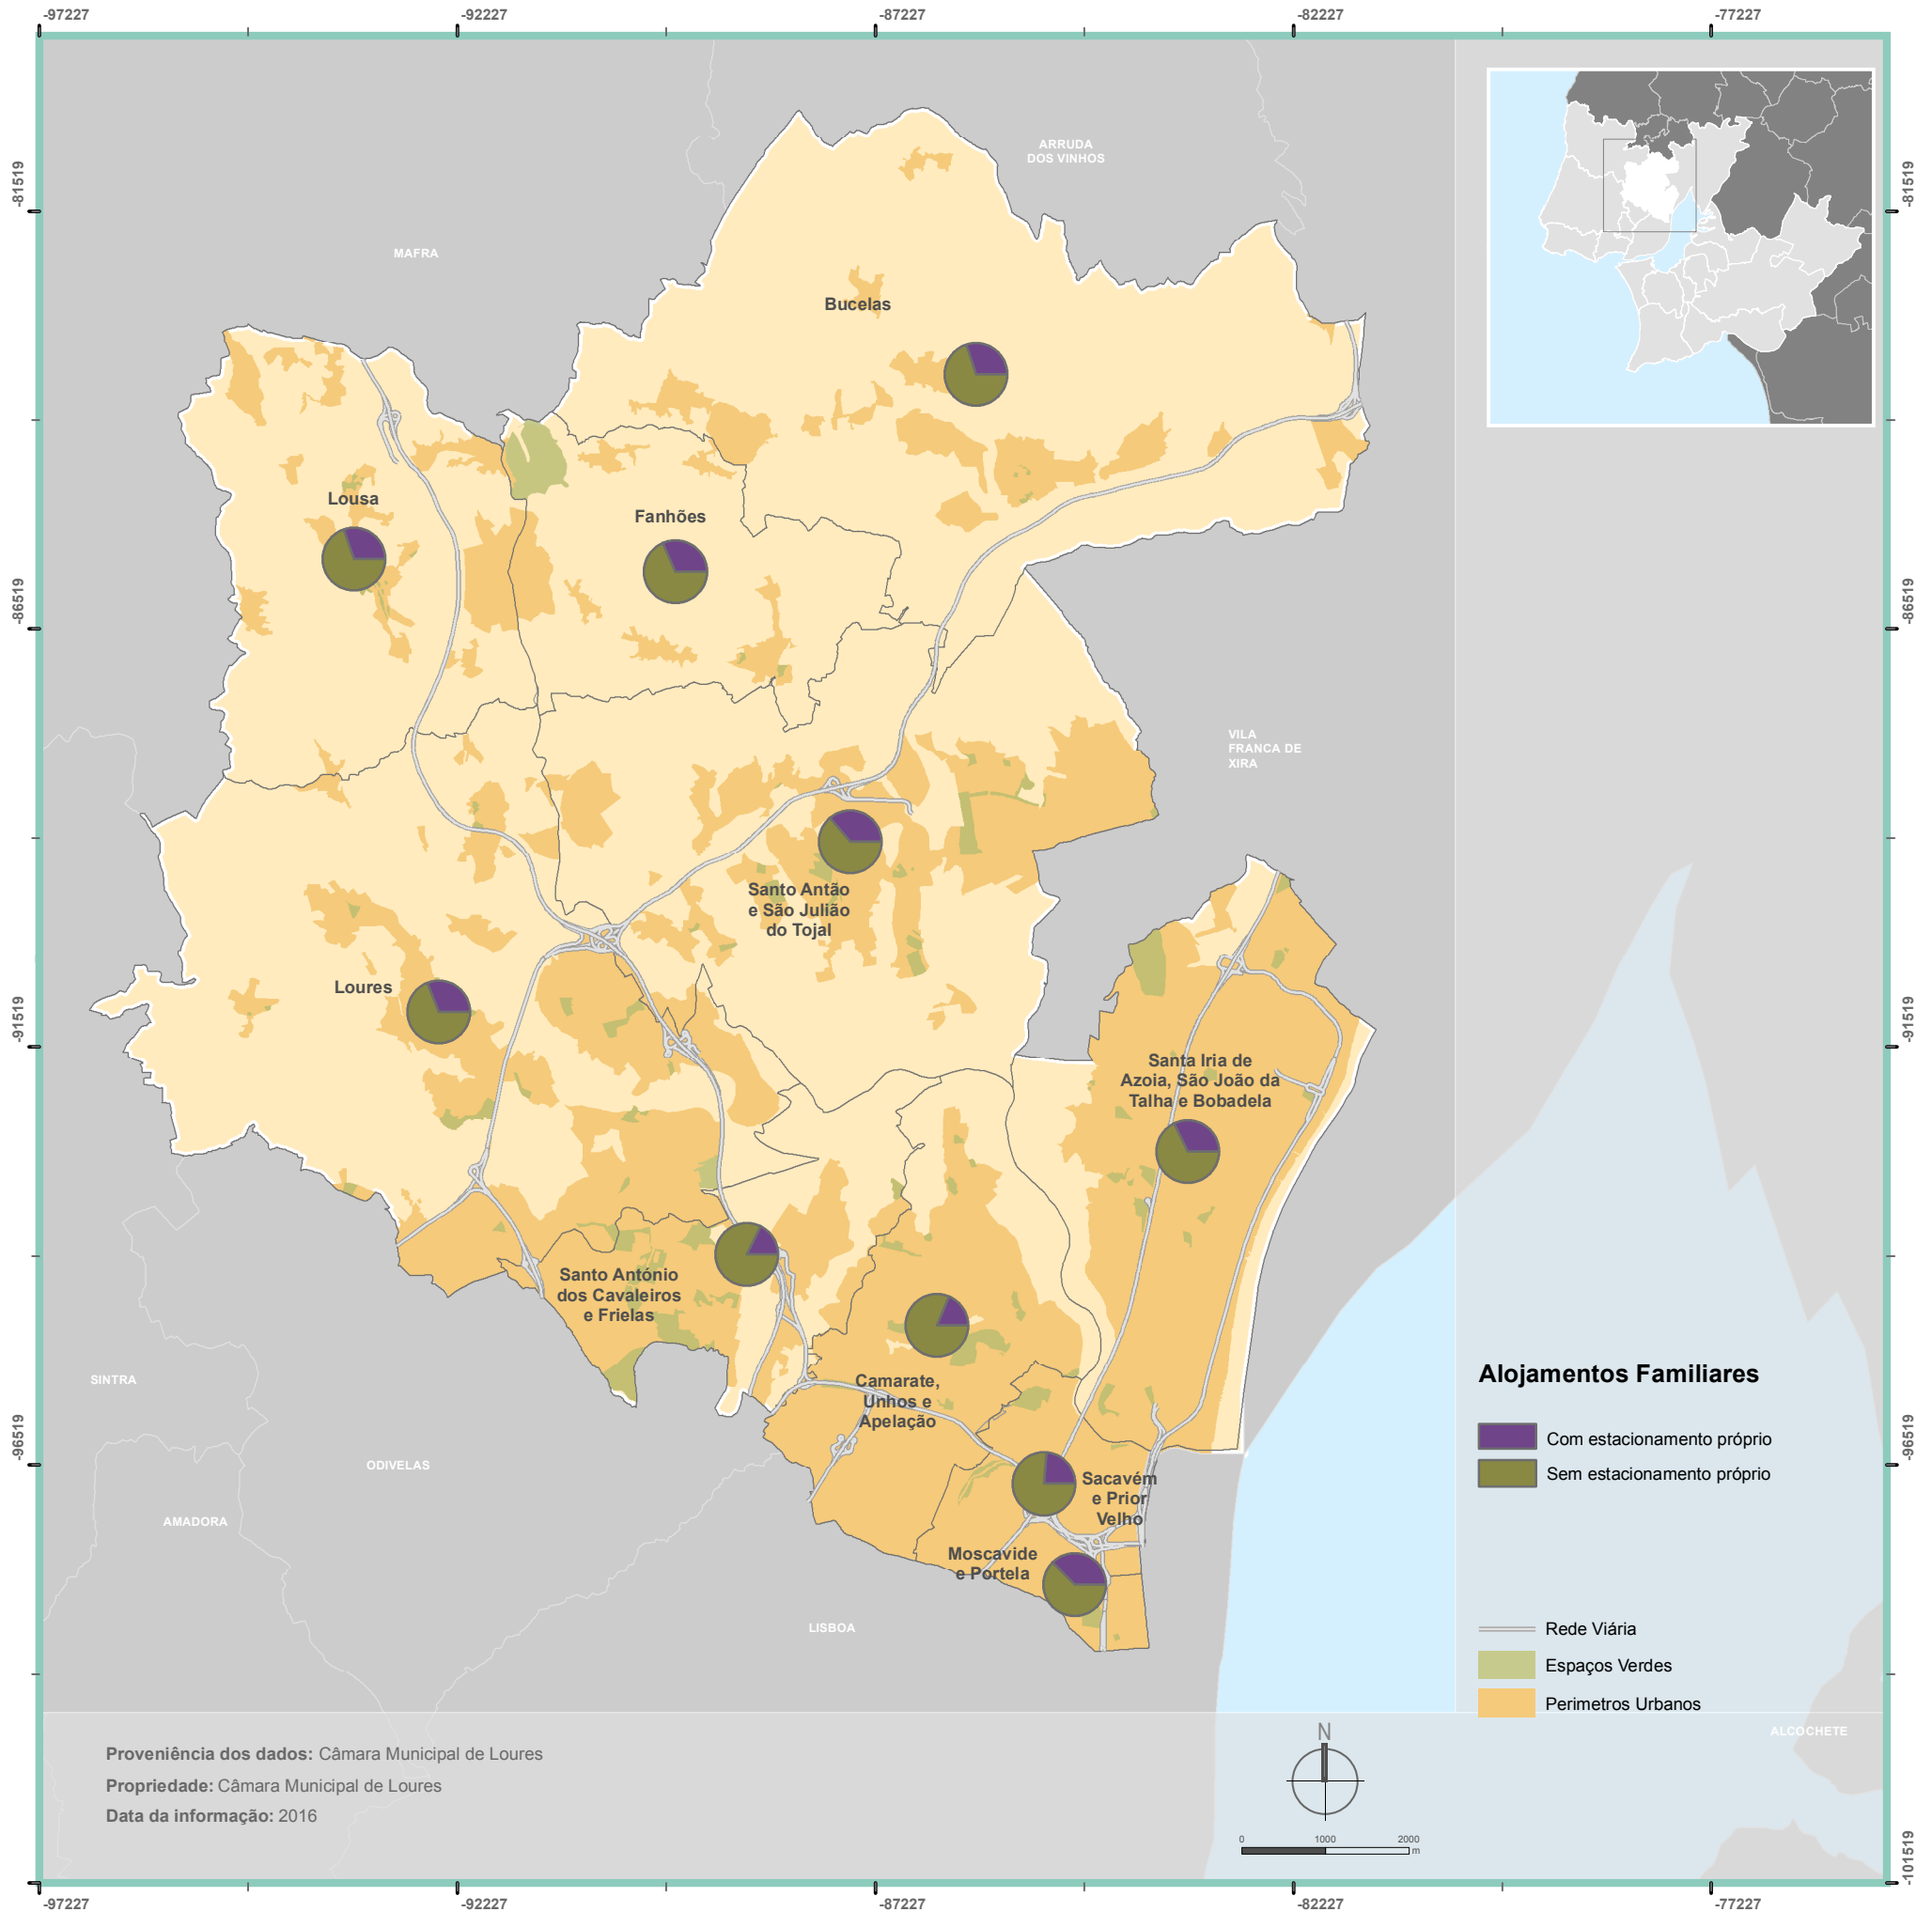 -97227
-92227
-87227
-82227
-77227
-81519
-81519
ARRUDA
DOS VINHOS
MAFRA
Bucelas
Lousa
Fanhões
-86519
-86519
VILA
FRANCA DE
XIRA
Santo Antão
e São Julião
do Tojal
Loures
-91519
-91519
Santa Iria de
Azoia, São João da
Talha e Bobadela
Santo António
dos Cavaleiros
e Frielas
SINTRA
Camarate,
Unhos e
Apelação
Alojamentos Familiares
Com estacionamento próprio
Sem estacionamento próprio
-96519
-96519
ODIVELAS
Sacavém
e Prior
Velho
AMADORA
Moscavide
e Portela
LISBOA
Rede Viária
Espaços Verdes
Perimetros Urbanos
ALCOCHETE
Proveniência dos dados: Câmara Municipal de Loures
Propriedade: Câmara Municipal de Loures
Data da informação: 2016
N
0 1000 2000
m
-101519
-97227
-92227
-87227
-82227
-77227